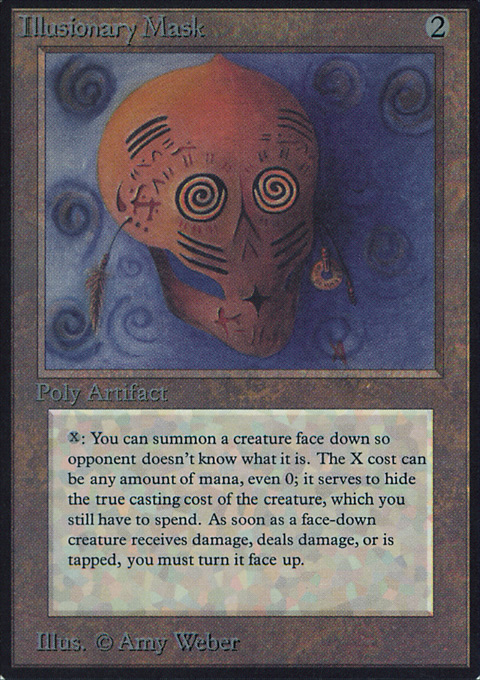 Illusionary Mask 2
Poly Artifact
X: You can summon a creature face down so
opponent doesn't know what it is. The X cost can
be any amount of mana, even 0; it serves to hide
the true casting cost of the creature, which you
still have to spend. As soon as a face-down
creature receives damage, deals damage, or is
tapped, you must turn it face up.
Illus. © Amy Weber